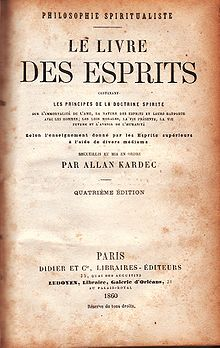 PHILOSOPHIE SPIRITUALISTE
LE LIVRE
DES ESPRITS
CONTENANT
LES PRINCIPES DE LA DOCTRINE SPIRITE
SUR L'IMMORTALITÉ DE L'AME, LA NATURE DES ESPRITS ET LEURS RAPPORTS
AVEC LES HOMMES; LES LOIS MORALES, LA VIE PRÉSENTE, LA VIE
FUTURE ET L'AVENIR DE L'HUMANITÉ
Selon l'enseignement donné par les Esprits supérieurs
à l'aide de divers médiums
RECUEILLIS ET MIS EN ORDRE
PAR ALLAN KARDEC
QUATRIÈME ÉDITION
PARIS
DIDIER ET Cie, LIBRAIRES-ÉDITEURS
35, QUAI DES AUGUSTINS
LEDOYEN, Libraire, Galerie d'Orléans, 31
AU PALAIS-ROYAL
1860
Réserve de tous droits.